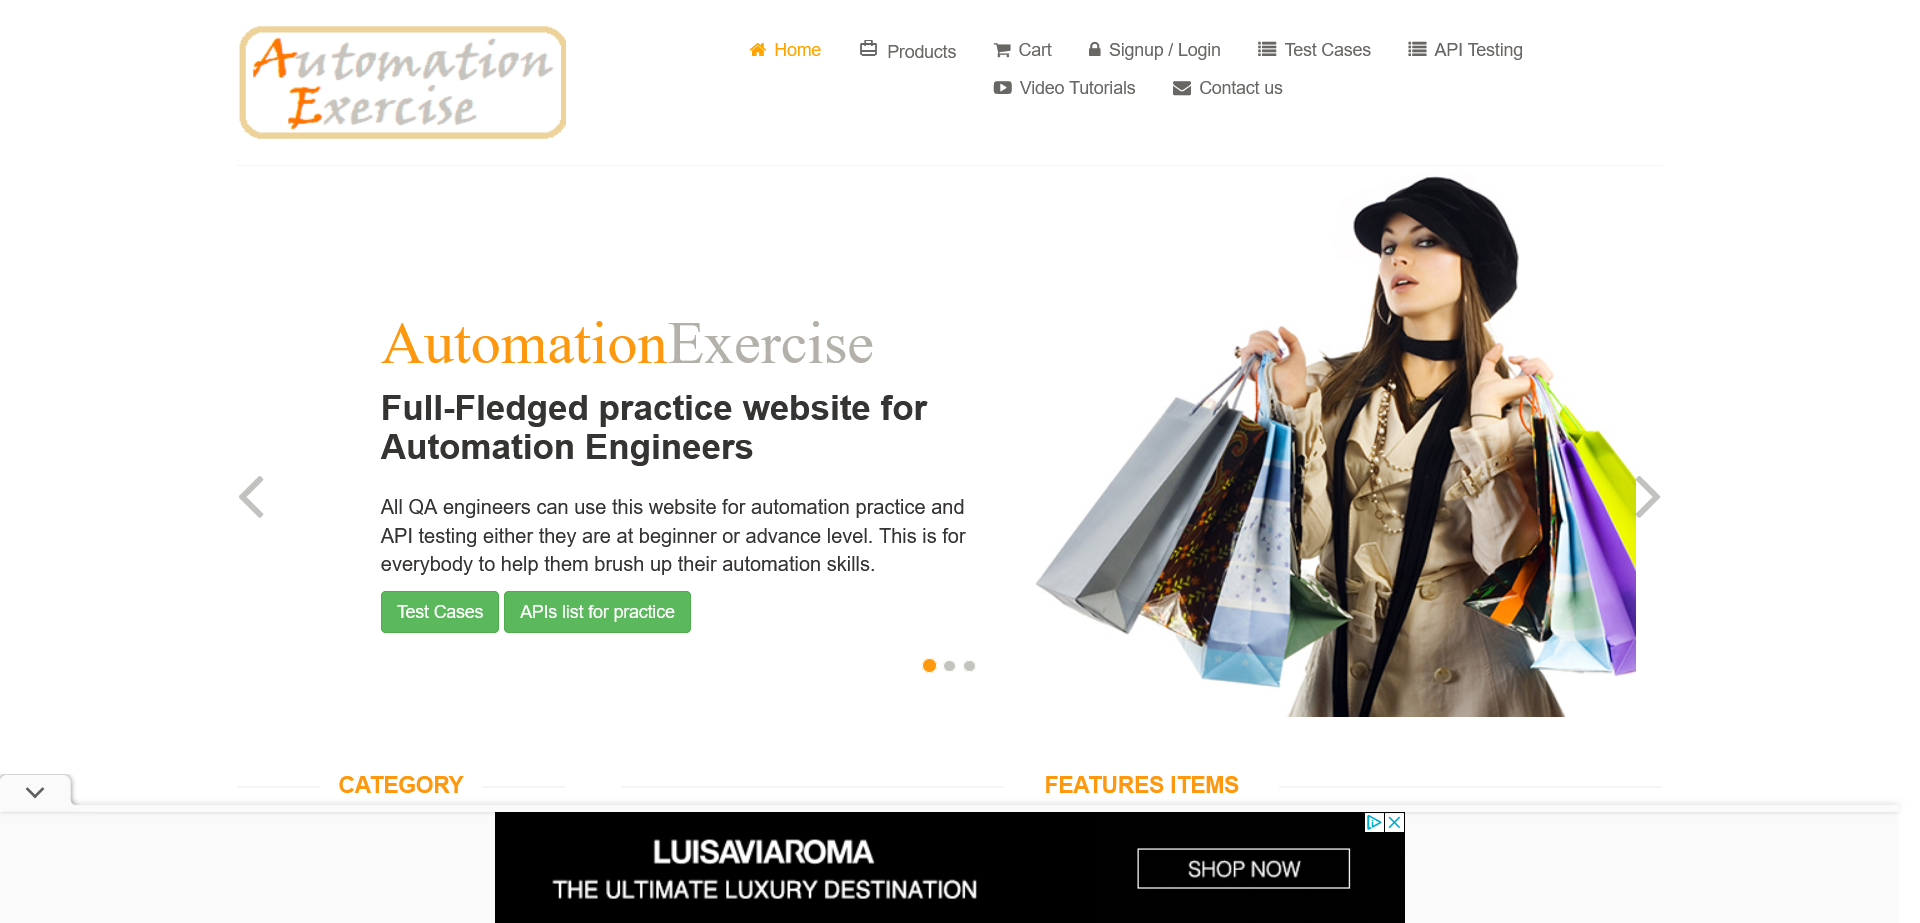 Automation
Exercise
Home
Products
Cart
Signup / Login
Test Cases
API Testing
Video Tutorials
Contact us
AutomationExercise
Full-Fledged practice website for
Automation Engineers
All QA engineers can use this website for automation practice and
API testing either they are at beginner or advance level. This is for
everybody to help them brush up their automation skills.
Test Cases
APIs list for practice
CATEGORY
FEATURES ITEMS
LUISAVIAROMA
THE ULTIMATE LUXURY DESTINATION
SHOP NOW